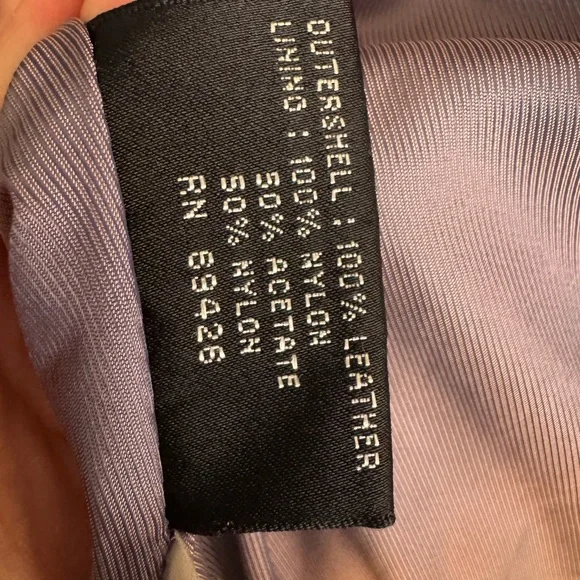 OUTERSHELL : 100% LEATHER
LINING : 100% NYLON
50% ACETATE
50% NYLON
RN 69426